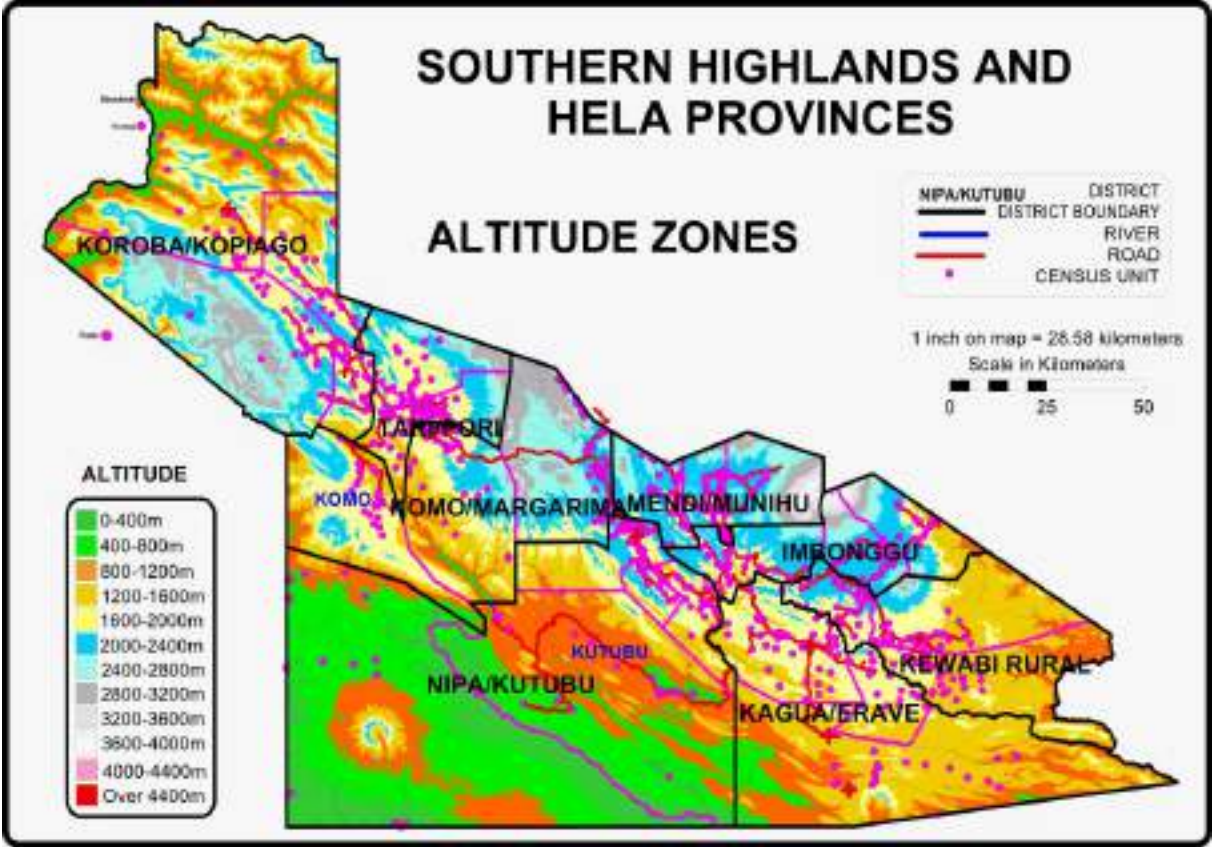 SOUTHERN HIGHLANDS AND
HELA PROVINCES
ALTITUDE ZONES
NIPA/KUTUBU DISTRICT
DISTRICT BOUNDARY
RIVER
ROAD
CENSUS UNIT
1 inch on map = 28.58 kilometers
Scale in Kilometers
0 25 50
KOROBA/KOPIAGO
KOMO
KOMO/MARGARIMA
MENDI/MUNIHU
IMBONGGU
KUTUBU
NIPA/KUTUBU
KEWABI RURAL
KAGUA/ERAVE
ALTITUDE
0-400m
400-800m
800-1200m
1200-1600m
1600-2000m
2000-2400m
2400-2800m
2800-3200m
3200-3600m
3600-4000m
4000-4400m
Over 4400m